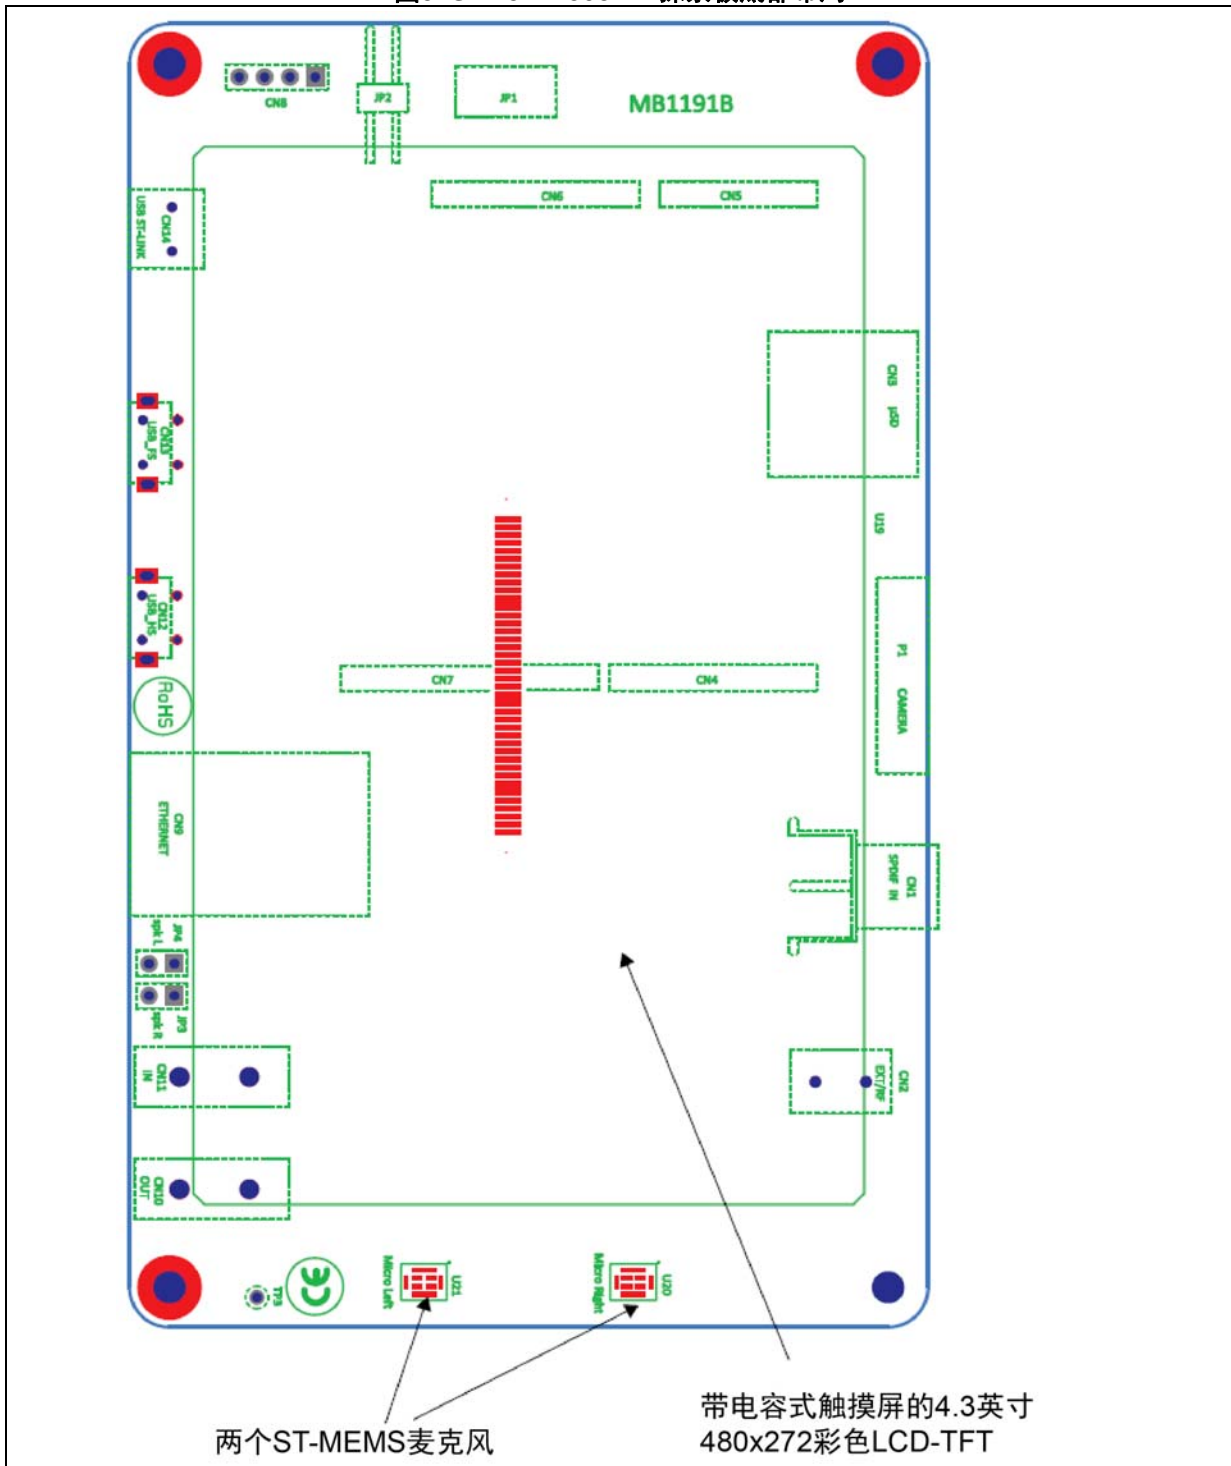 CN8
JP2
JP1
MB1191B
CN6
CN5
CN14
USB ST-LINK
CN3 µSD
CN13
USB_FS
U19
CN12
USB_HS
P1 CAMERA
CN7
CN4
RoHS
CN9
ETHERNET
CN1
SPDIF IN
JP4
spk L
JP3
spk R
CN11
IN
CN2
EXT/RF
CN10
OUT
TP3
CE
U21
Micro Left
U20
Micro Right
带电容式触摸屏的4.3英寸
480x272彩色LCD-TFT
两个ST-MEMS麦克风